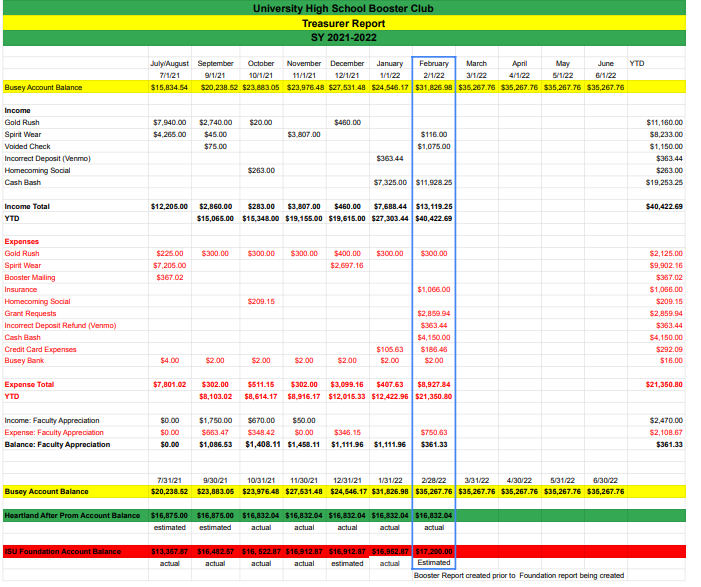 University High School Booster Club
Treasurer Report
SY 2021-2022
July/August September October November December January February March April May June YTD
7/1/21 9/1/21 10/1/21 11/1/21 12/1/21 1/1/22 2/1/22 3/1/22 4/1/22 5/1/22 6/1/22
Busey Account Balance $15,834.54 $20,238.52 $23,883.05 $23,976.48 $27,531.48 $24,546.17 $31,826.98 $35,267.76 $35,267.76 $35,267.76 $35,267.76
Income
Gold Rush $7,940.00 $2,740.00 $20.00 $460.00 $11,160.00
Spirit Wear $4,265.00 $45.00 $3,807.00 $116.00 $8,233.00
Voided Check $75.00 $1,075.00 $1,150.00
Incorrect Deposit (Venmo) $363.44 $363.44
Homecoming Social $263.00 $263.00
Cash Bash $7,325.00 $11,928.25 $19,253.25
Income Total $12,205.00 $2,860.00 $283.00 $3,807.00 $460.00 $7,688.44 $13,119.25 $40,422.69
YTD $15,065.00 $15,348.00 $19,155.00 $19,615.00 $27,303.44 $40,422.69
Expenses
Gold Rush $225.00 $300.00 $300.00 $300.00 $400.00 $300.00 $300.00 $2,125.00
Spirit Wear $7,205.00 $2,697.16 $9,902.16
Booster Mailing $367.02 $367.02
Insurance $1,066.00 $1,066.00
Homecoming Social $209.15 $209.15
Grant Requests $2,859.94 $2,859.94
Incorrect Deposit Refund (Venmo) $363.44 $363.44
Cash Bash $4,150.00 $4,150.00
Credit Card Expenses $105.63 $186.46 $292.09
Busey Bank $4.00 $2.00 $2.00 $2.00 $2.00 $2.00 $2.00 $16.00
Expense Total $7,801.02 $302.00 $511.15 $302.00 $3,099.16 $407.63 $8,927.84 $21,350.80
YTD $8,103.02 $8,614.17 $8,916.17 $12,015.33 $12,422.96 $21,350.80
Income: Faculty Appreciation $0.00 $1,750.00 $670.00 $50.00 $2,470.00
Expense: Faculty Appreciation $0.00 $663.47 $348.42 $0.00 $346.15 $750.63 $2,108.67
Balance: Faculty Appreciation $0.00 $1,086.53 $1,408.11 $1,458.11 $1,111.96 $1,111.96 $361.33 $361.33
7/31/21 9/30/21 10/31/21 11/30/21 12/31/21 1/31/22 2/28/22 3/31/22 4/30/22 5/31/22 6/30/22
Busey Account Balance $20,238.52 $23,883.05 $23,976.48 $27,531.48 $24,546.17 $31,826.98 $35,267.76 $35,267.76 $35,267.76 $35,267.76 $35,267.76
Heartland After Prom Account Balance $16,875.00 $16,875.00 $16,832.04 $16,832.04 $16,832.04 $16,832.04 $16,832.04
estimated estimated actual actual actual actual actual
ISU Foundation Account Balance $13,367.87 $16,482.87 $16,912.87 $16,912.87
actual actual actual actual estimated actual Estimated
Booster Report created prior to Foundation report being created